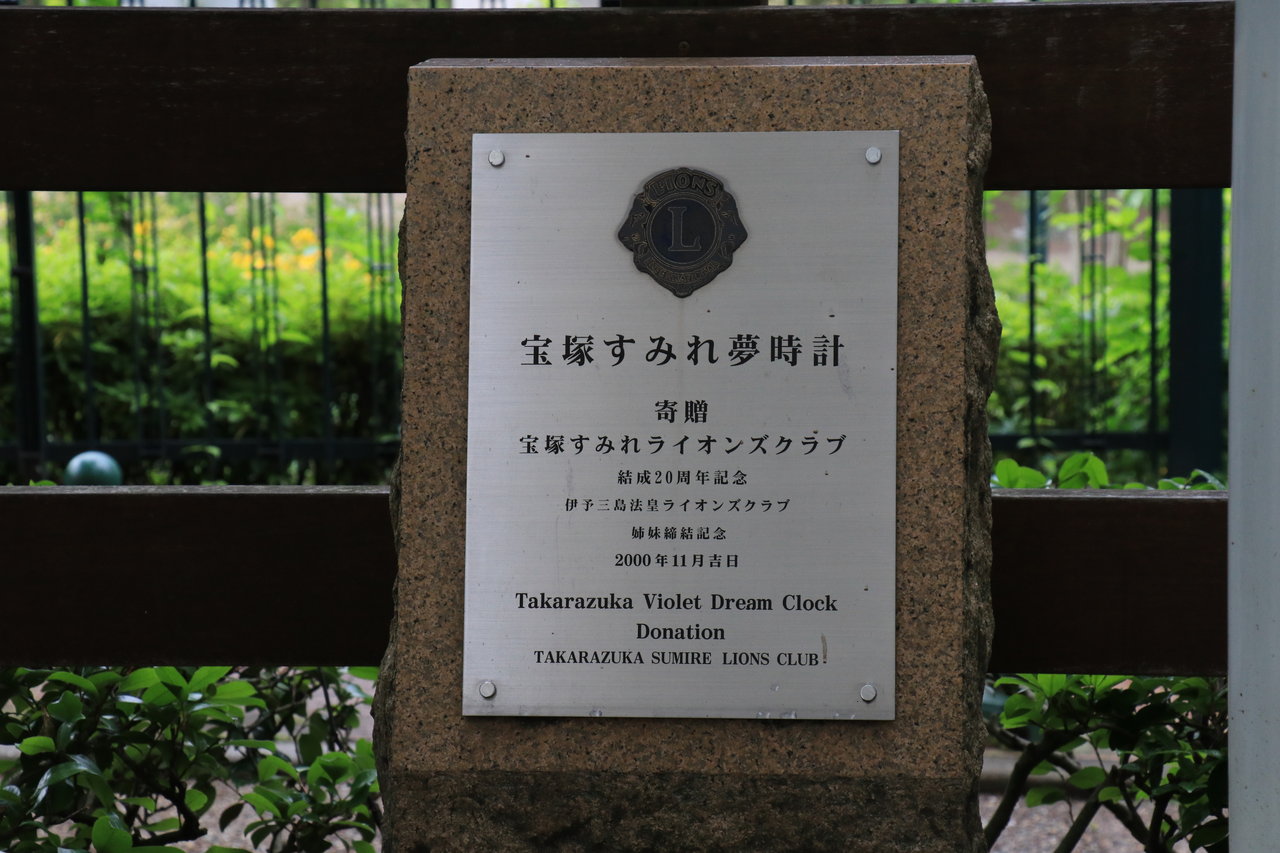 LIONS
L
INTERNATIONAL
宝塚すみれ夢時計
寄贈
宝塚すみれライオンズクラブ
結成20周年記念
伊予三島法皇ライオンズクラブ
姉妹締結記念
2000年11月吉日
Takarazuka Violet Dream Clock
Donation
TAKARAZUKA SUMIRE LIONS CLUB